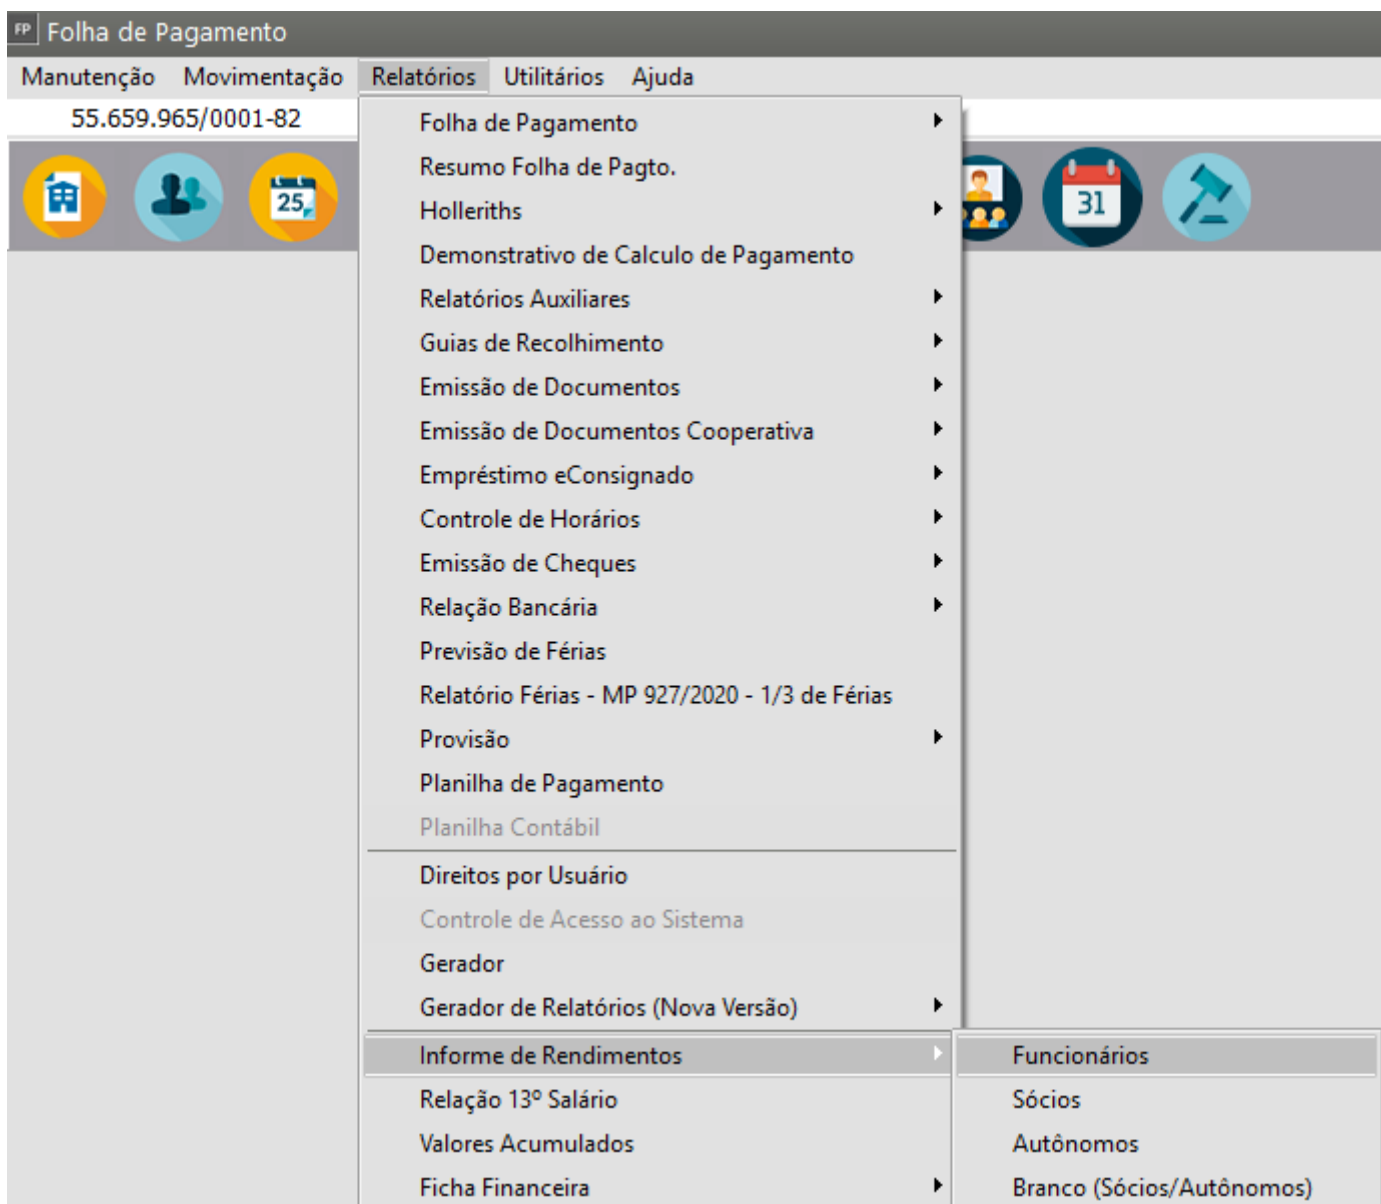 FP Folha de Pagamento
Manutenção Movimentação Relatórios Utilitários Ajuda
55.659.965/0001-82
25
31
Folha de Pagamento
Resumo Folha de Pagto.
Holleriths
Demonstrativo de Calculo de Pagamento
Relatórios Auxiliares
Guias de Recolhimento
Emissão de Documentos
Emissão de Documentos Cooperativa
Empréstimo eConsignado
Controle de Horários
Emissão de Cheques
Relação Bancária
Previsão de Férias
Relatório Férias - MP 927/2020 - 1/3 de Férias
Provisão
Planilha de Pagamento
Planilha Contábil
Direitos por Usuário
Controle de Acesso ao Sistema
Gerador
Gerador de Relatórios (Nova Versão)
Informe de Rendimentos
Relação 13º Salário
Valores Acumulados
Ficha Financeira
Funcionários
Sócios
Autônomos
Branco (Sócios/Autônomos)